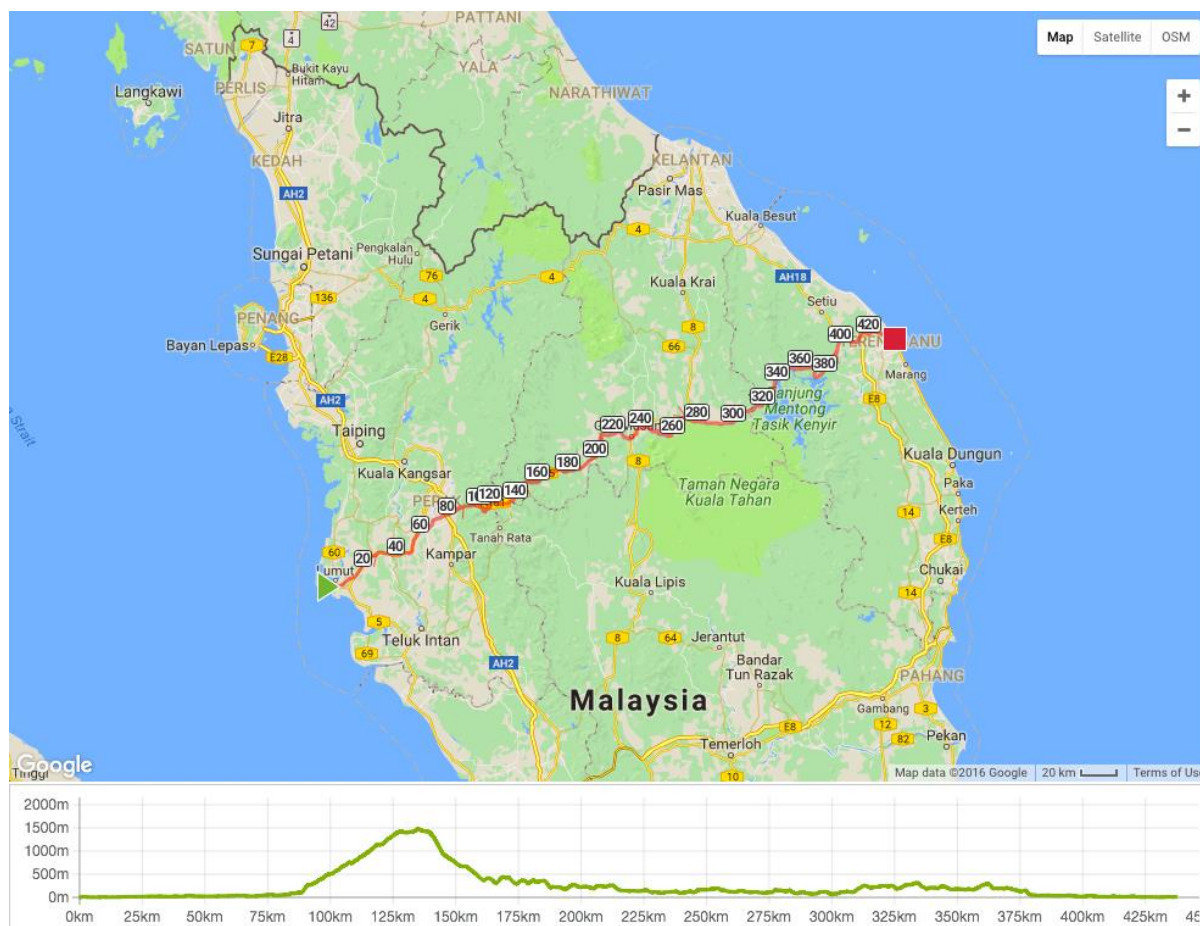 PATTANI
42
4
SATUN
7
Map Satellite OSM
Bukit Kayu
Hitam
YALA
PERLIS
Langkawi
NARATHIWAT
+
−
Jitra
KEDAH
KELANTAN
Pasir Mas
AH2
Kuala Besut
4
Sungai Petani
Pengkalan
Hulu
76
4
AH18
Kuala Krai
136
4
Setiu
PENANG
Gerik
8
400
420
Bayan Lepas
E28
66
360
380
340
Marang
320
AH2
E8
280
300
Mentong
Tasik Kenyir
240
220
260
Taiping
200
Kuala Dungun
Kuala Kangsar
180
8
160
Taman Negara
Kuala Tahan
Paka
140
120
80
14
Kerteh
60
Tanah Rata
E8
40
60
20
Kampar
Chukai
Kuala Lipis
14
5
Teluk Intan
8
64
Jerantut
69
AH2
Bandar
Tun Razak
PAHANG
Malaysia
Gambang
3
E8
12
Temerloh
82
Pekan
Google
Tinggi
10
Map data ©2016 Google
20 km
Terms of Us
Strait
2000m
1500m
1000m
500m
0m
0km 25km 50km 75km 100km 125km 150km 175km 200km 225km 250km 275km 300km 325km 350km 375km 400km 425km 45